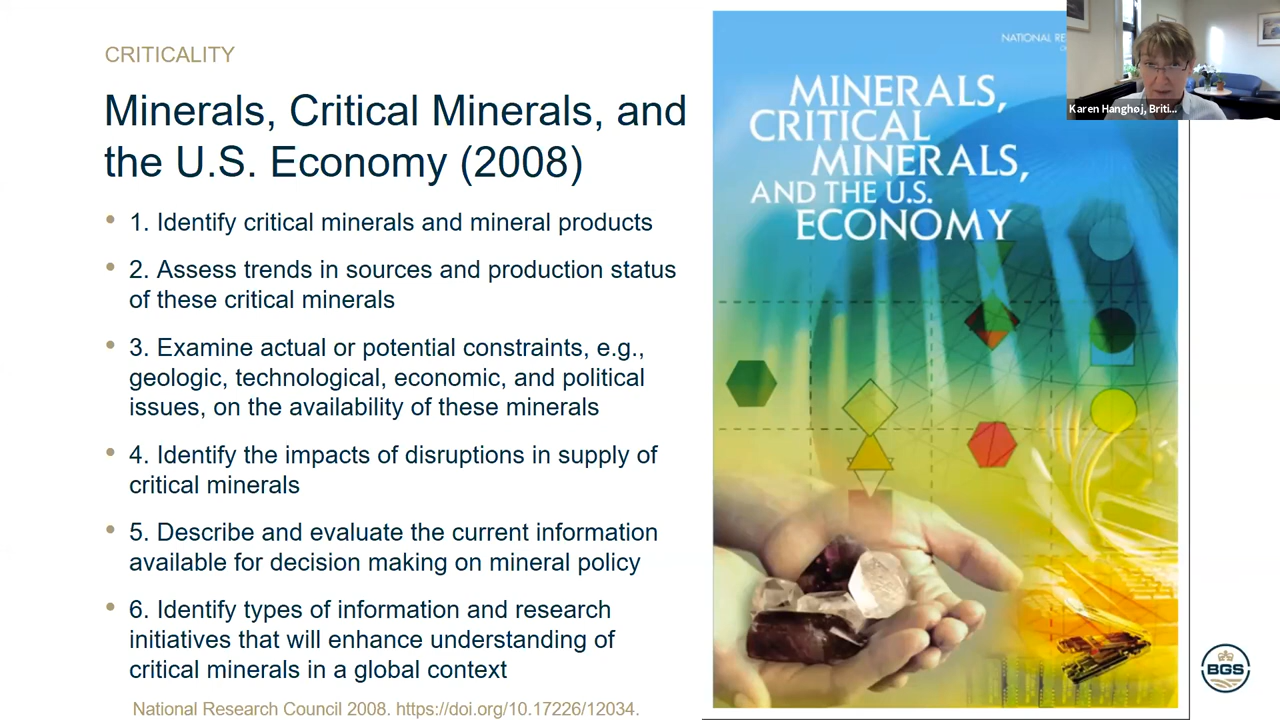 CRITICALITY
Minerals, Critical Minerals, and
the U.S. Economy (2008)
• 1. Identify critical minerals and mineral products
• 2. Assess trends in sources and production status
of these critical minerals
• 3. Examine actual or potential constraints, e.g.,
geologic, technological, economic, and political
issues, on the availability of these minerals
• 4. Identify the impacts of disruptions in supply of
critical minerals
• 5. Describe and evaluate the current information
available for decision making on mineral policy
• 6. Identify types of information and research
initiatives that will enhance understanding of
critical minerals in a global context
National Research Council 2008. https://doi.org/10.17226/12034.
NATIONAL
MINERALS,
CRITICAL
MINERALS,
AND THE U.S.
ECONOMY
Karen Hanghøj, Briti...
BGS